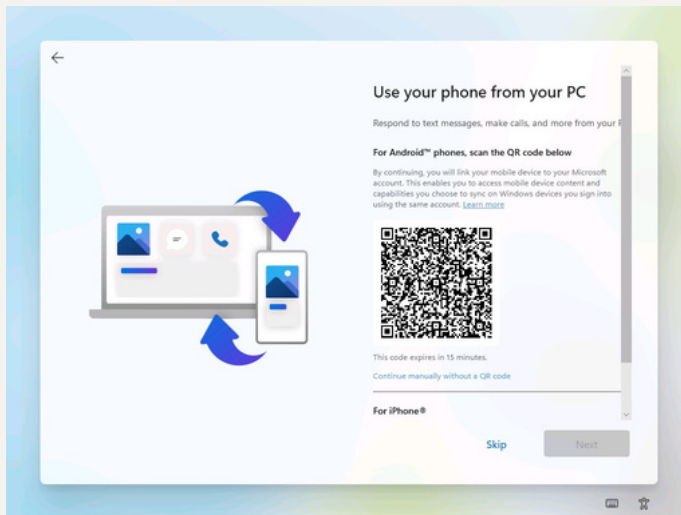 Use your phone from your PC
Respond to text messages, make calls, and more from your
For Android™ phones, scan the QR code below
By continuing, you will link your mobile device to your Microsoft
account. This enables you to access mobile device content and
capabilities you choose to sync on Windows devices you sign into
using the same account. Learn more
This code expires in 15 minutes.
Continue manually without a QR code
For iPhone®
Skip
Next